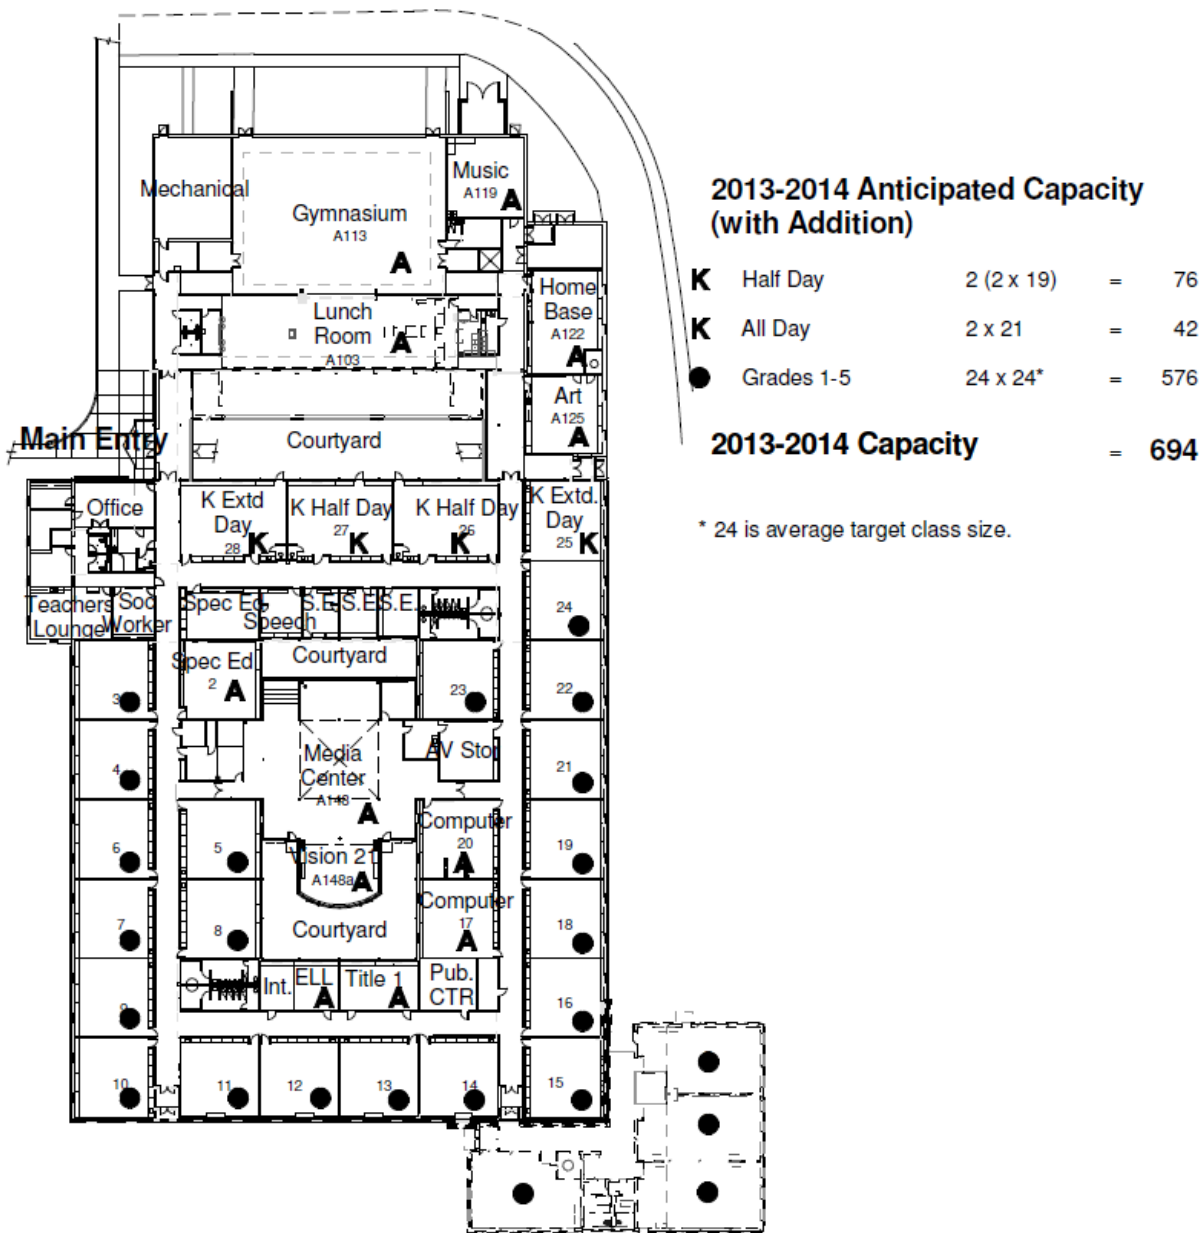 2013-2014 Anticipated Capacity
(with Addition)
K Half Day 2 (2 x 19) = 76
K All Day 2 x 21 = 42
Grades 1-5 24 x 24* = 576
2013-2014 Capacity = 694
* 24 is average target class size.
Mechanical
Gymnasium
A113
A
Music
A119
A
Lunch
Room
A103
A
Home
Base
A122
A
Art
A125
A
Main Entry
Courtyard
Office
K Extd
Day
28 K
K Half Day
27
K
K Half Day
26
K
K Extd.
Day
25 K
Teachers
Lounge
Soc
Worker
Spec Ed
Speech
S.E.
S.E.
S.E.
24
Spec Ed
2
A
Courtyard
3
23
22
Media
Center
A148
A
AV Stor
4
21
6
5
Vision 21
A148a
A
Computer
20
A
19
7
8
Courtyard
Computer
17
A
18
9
Int.
ELL
A
Title 1
A
Pub.
CTR
16
10
11
12
13
14
15